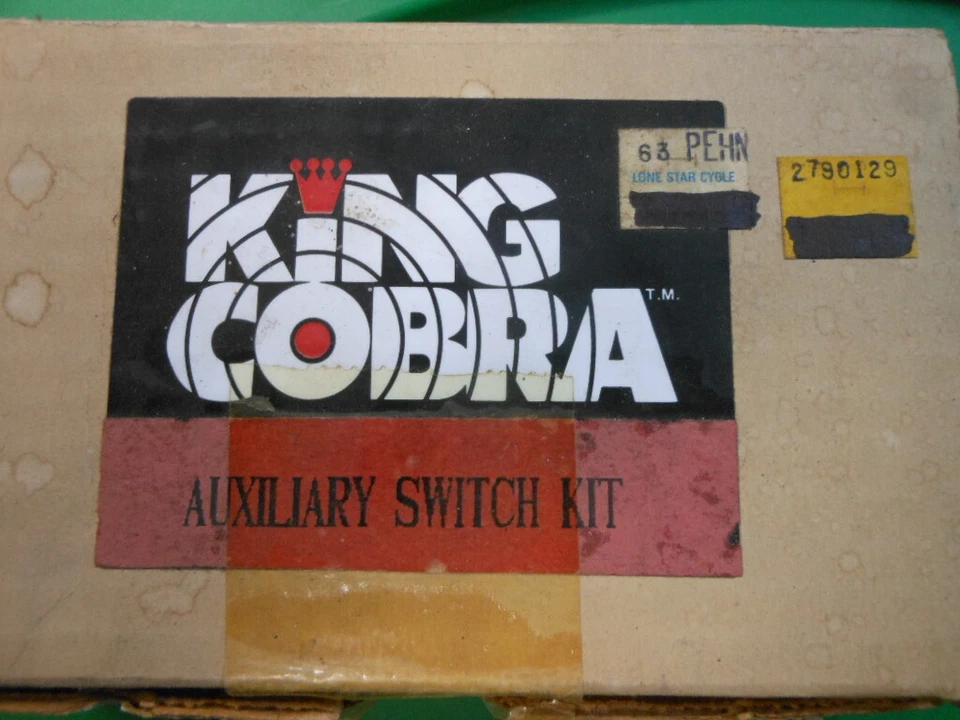 KING
COBRA T.M.
63 PEHN
LONE STAR CYCLE
2790129
AUXILIARY SWITCH KIT